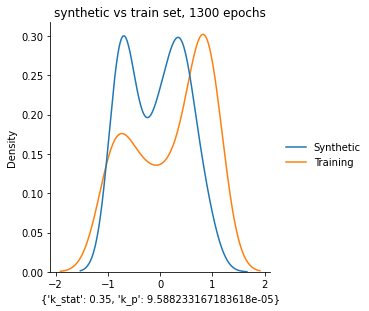 synthetic vs train set, 1300 epochs
0.30
0.25
0.20
0.15
0.10
0.05
0.00
Density
−2
−1
0
1
2
{'k_stat': 0.35, 'k_p': 9.588233167183618e-05}
Synthetic
Training